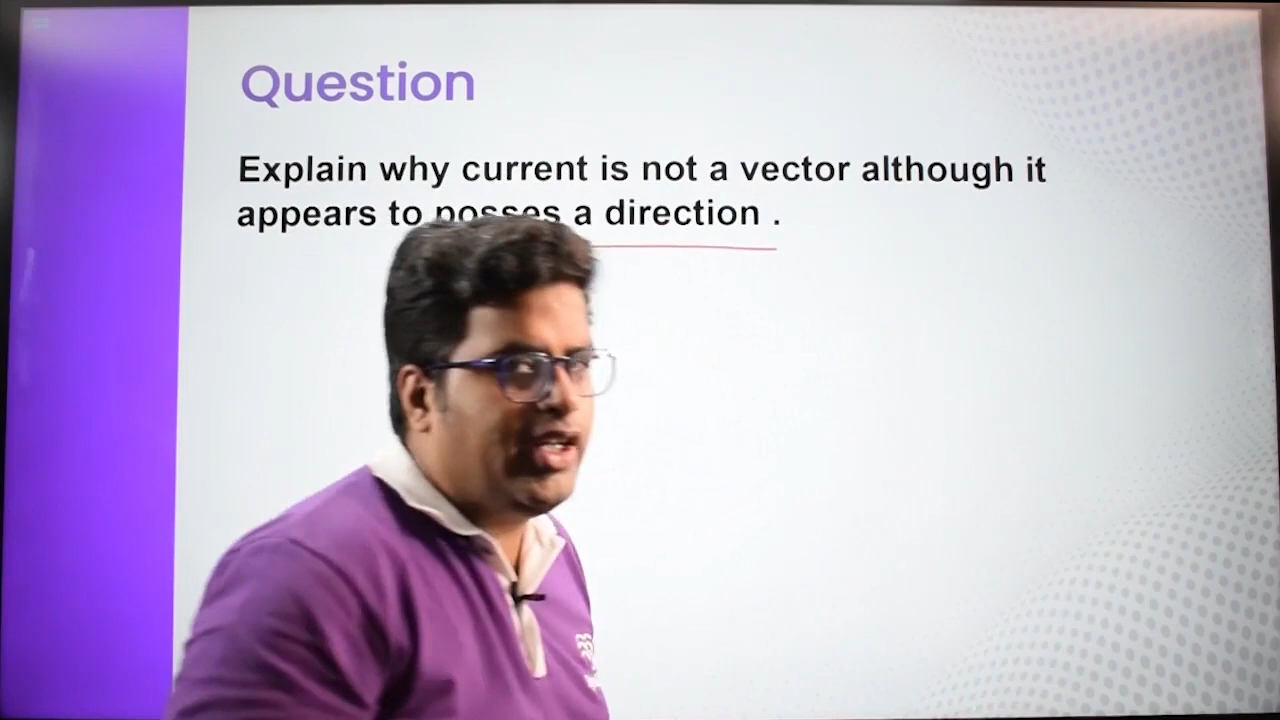 Question
Explain why current is not a vector although it
appears to posses a direction .